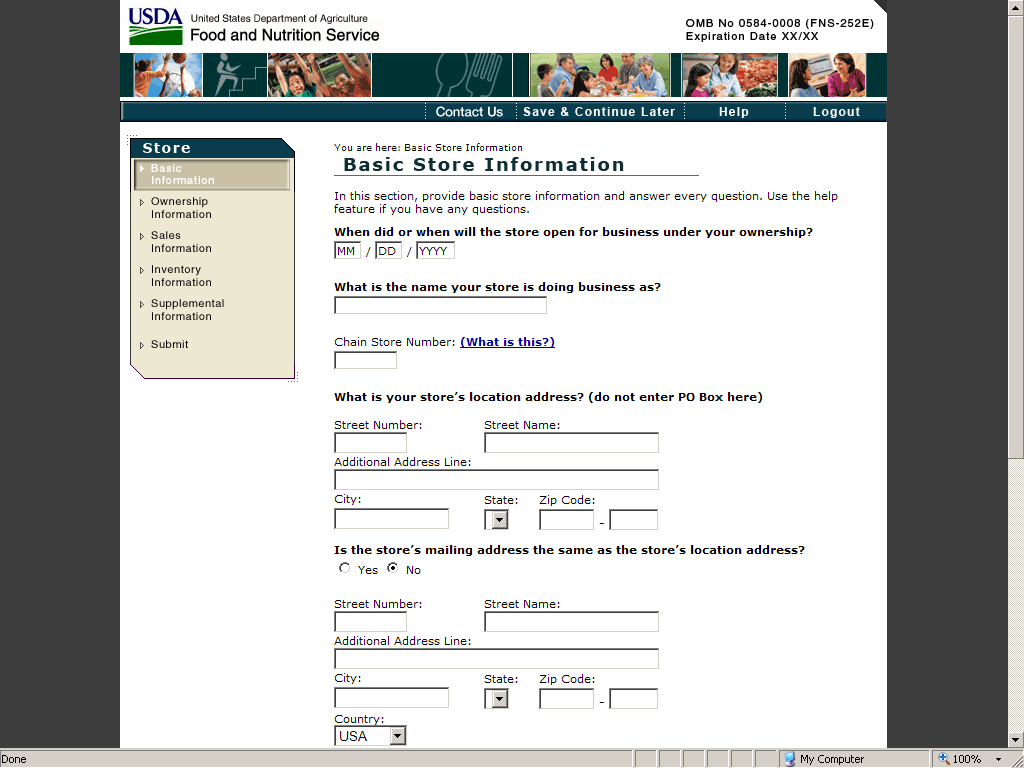 USDA
United States Department of Agriculture
Food and Nutrition Service
OMB No 0584-0008 (FNS-252E)
Expiration Date XX/XX
Contact Us
Save & Continue Later
Help
Logout
Store
Basic
Information
Ownership
Information
Sales
Information
Inventory
Information
Supplemental
Information
Submit
You are here: Basic Store Information
Basic Store Information
In this section, provide basic store information and answer every question. Use the help
feature if you have any questions.
When did or when will the store open for business under your ownership?
MM / DD / YYYY
What is the name your store is doing business as?
Chain Store Number: (What is this?)
What is your store's location address? (do not enter PO Box here)
Street Number: Street Name:
Additional Address Line:
City: State: Zip Code:
-
Is the store's mailing address the same as the store's location address?
Yes No
Street Number: Street Name:
Additional Address Line:
City: State: Zip Code:
-
Country:
USA
Done
My Computer
100%